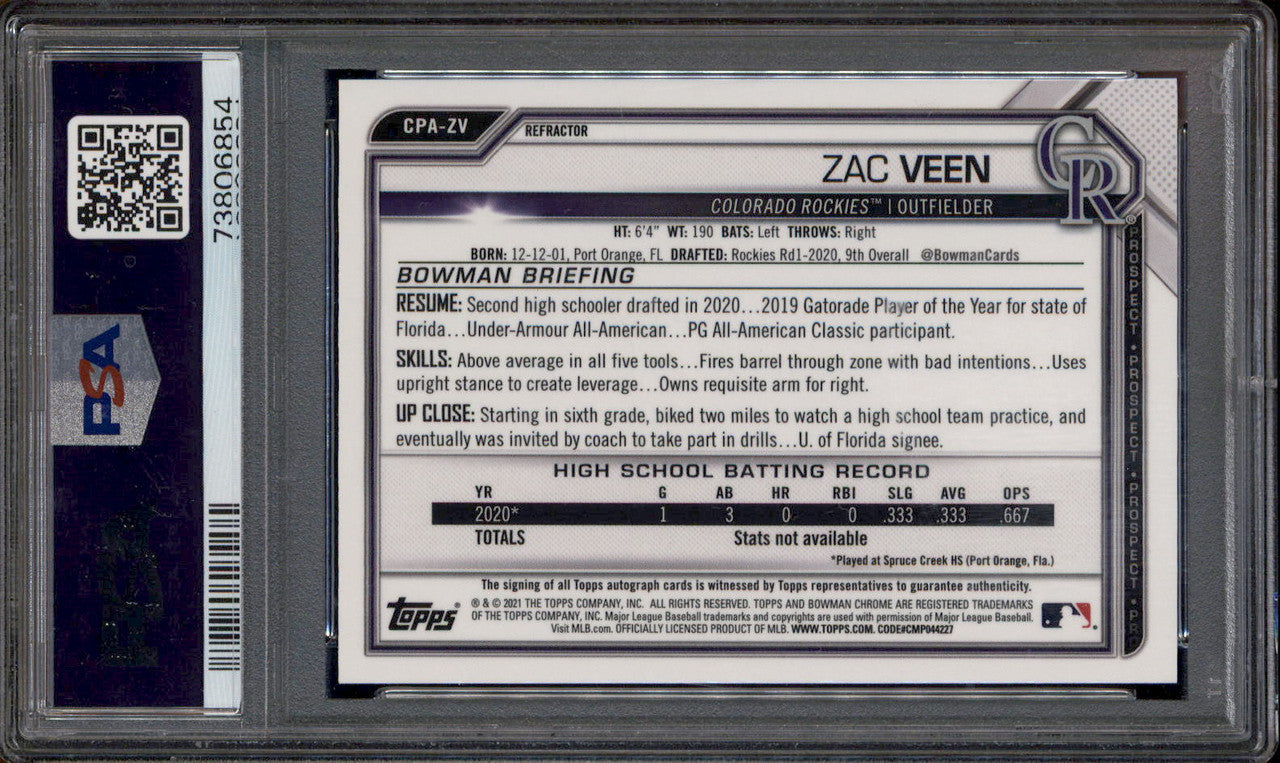 73806854
PSA
CPA-ZV
REFRACTOR
ZAC VEEN
CR
COLORADO ROCKIES™ | OUTFIELDER
HT: 6'4" WT: 190 BATS: Left THROWS: Right
BORN: 12-12-01, Port Orange, FL DRAFTED: Rockies Rd1-2020, 9th Overall @BowmanCards
BOWMAN BRIEFING
RESUME: Second high schooler drafted in 2020...2019 Gatorade Player of the Year for state of
Florida...Under-Armour All-American...PG All-American Classic participant.
SKILLS: Above average in all five tools...Fires barrel through zone with bad intentions...Uses
upright stance to create leverage...Owns requisite arm for right.
UP CLOSE: Starting in sixth grade, biked two miles to watch a high school team practice, and
eventually was invited by coach to take part in drills...U. of Florida signee.
HIGH SCHOOL BATTING RECORD
YR G AB HR RBI SLG AVG OPS
2020* 1 3 0 0 .333 .333 .667
TOTALS Stats not available
*Played at Spruce Creek HS (Port Orange, Fla.)
The signing of all Topps autograph cards is witnessed by Topps representatives to guarantee authenticity.
topps®
® & © 2021 THE TOPPS COMPANY, INC. ALL RIGHTS RESERVED. TOPPS AND BOWMAN CHROME ARE REGISTERED TRADEMARKS
OF THE TOPPS COMPANY, INC. Major League Baseball trademarks and copyrights are used with permission of Major League Baseball.
Visit MLB.com. OFFICIALLY LICENSED PRODUCT OF MLB. WWW.TOPPS.COM. CODE#CMP044227
PROSPECT • PROSPECT • PROSPECT • PR